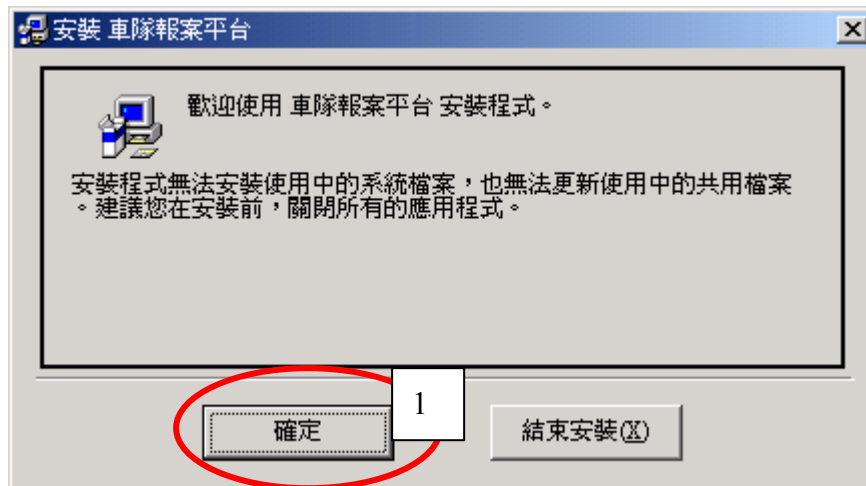 安裝 車隊報案平台
歡迎使用 車隊報案平台 安裝程式。
安裝程式無法安裝使用中的系統檔案，也無法更新使用中的共用檔案
。建議您在安裝前，關閉所有的應用程式。
確定
1
結束安裝(X)